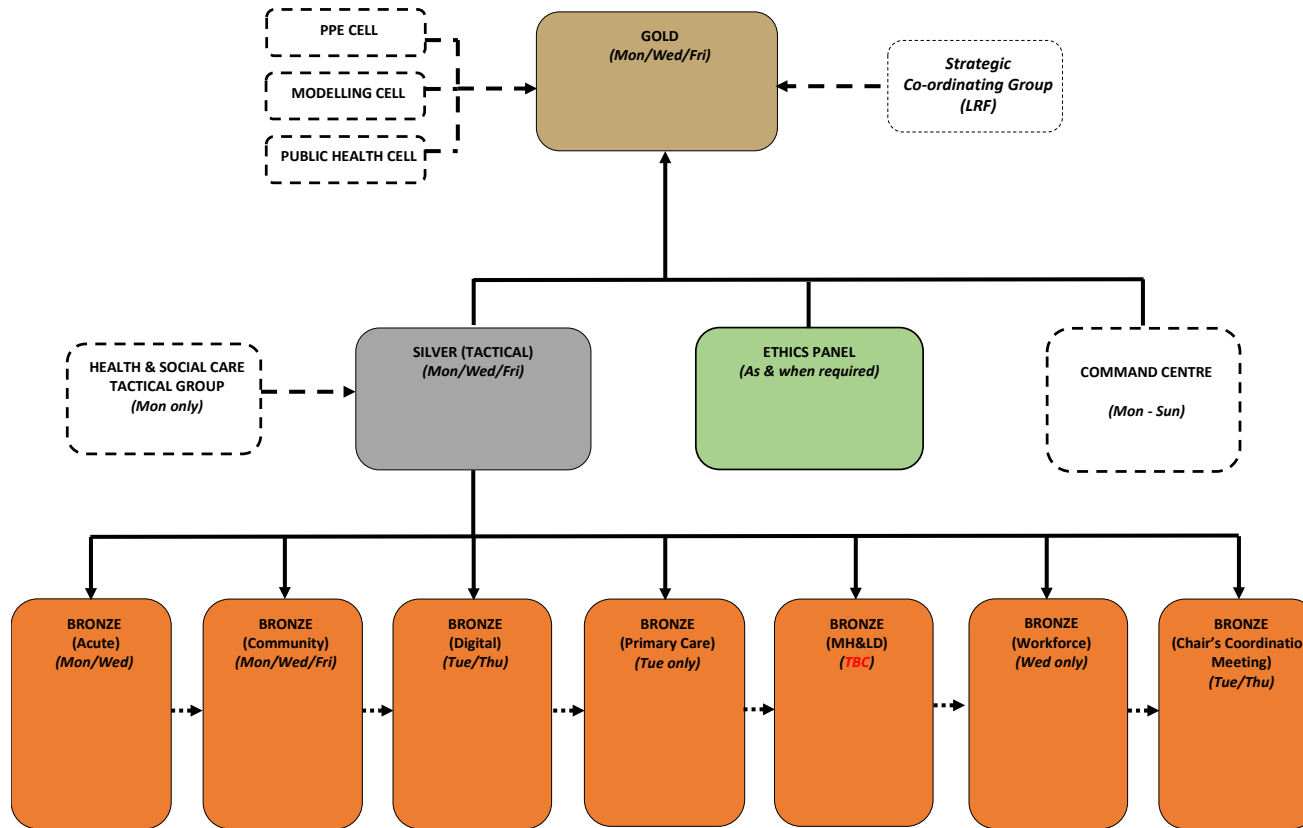 PPE CELL
MODELLING CELL
PUBLIC HEALTH CELL
GOLD
(Mon/Wed/Fri)
Strategic
Co-ordinating Group
(LRF)
HEALTH & SOCIAL CARE
TACTICAL GROUP
(Mon only)
SILVER (TACTICAL)
(Mon/Wed/Fri)
ETHICS PANEL
(As & when required)
COMMAND CENTRE
(Mon - Sun)
BRONZE
(Acute)
(Mon/Wed)
BRONZE
(Community)
(Mon/Wed/Fri)
BRONZE
(Digital)
(Tue/Thu)
BRONZE
(Primary Care)
(Tue only)
BRONZE
(MH&LD)
(TBC)
BRONZE
(Workforce)
(Wed only)
BRONZE
(Chair's Coordinatio
Meeting)
(Tue/Thu)